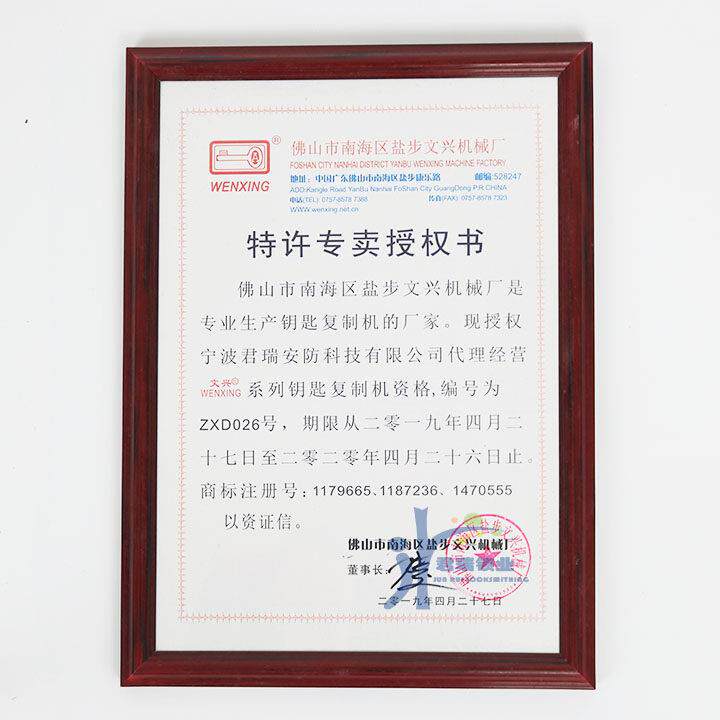 WENXING
®
佛山市南海区盐步文兴机械厂
FOSHAN CITY NANHAI DISTRICT YANBU WENXING MACHINE FACTORY.
地址：中国广东佛山市南海区盐步康乐路 邮编:528247
ADD:Kangle Road YanBu Nanhai FoShan City GuangDong P.R.CHINA
电话(TEL) 0757-8578 7388 传真(FAX) 0757-8578 7323
WWW.wenxing.net.cn
特许专卖授权书
佛山市南海区盐步文兴机械厂是
专业生产钥匙复制机的厂家。现授权
宁波君瑞安防科技有限公司代理经营
文兴® WENXING 系列钥匙复制机资格,编号为
ZXD026号，期限从二零一九年四月二
十七日至二零二零年四月二十六日止。
商标注册号：1179665、1187236、1470555
以资证信。
佛山市南海区盐步文兴机械厂
董事长:
二零一九年四月二十七日
君瑞锁业
JUN RUI LOCKSMITHING